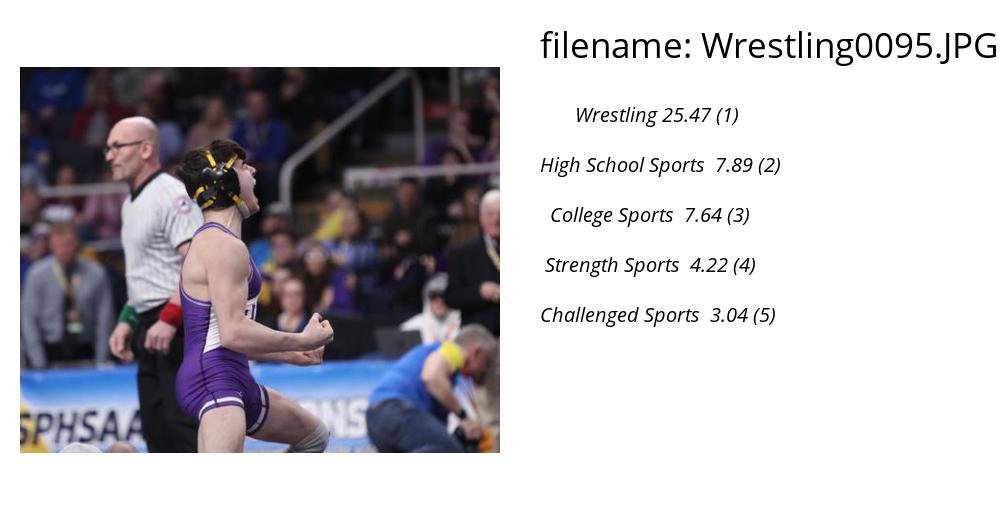 filename: Wrestling0095.JPG
Wrestling 25.47 (1)
High School Sports 7.89 (2)
College Sports 7.64 (3)
Strength Sports 4.22 (4)
Challenged Sports 3.04 (5)
SPHSAA
NS